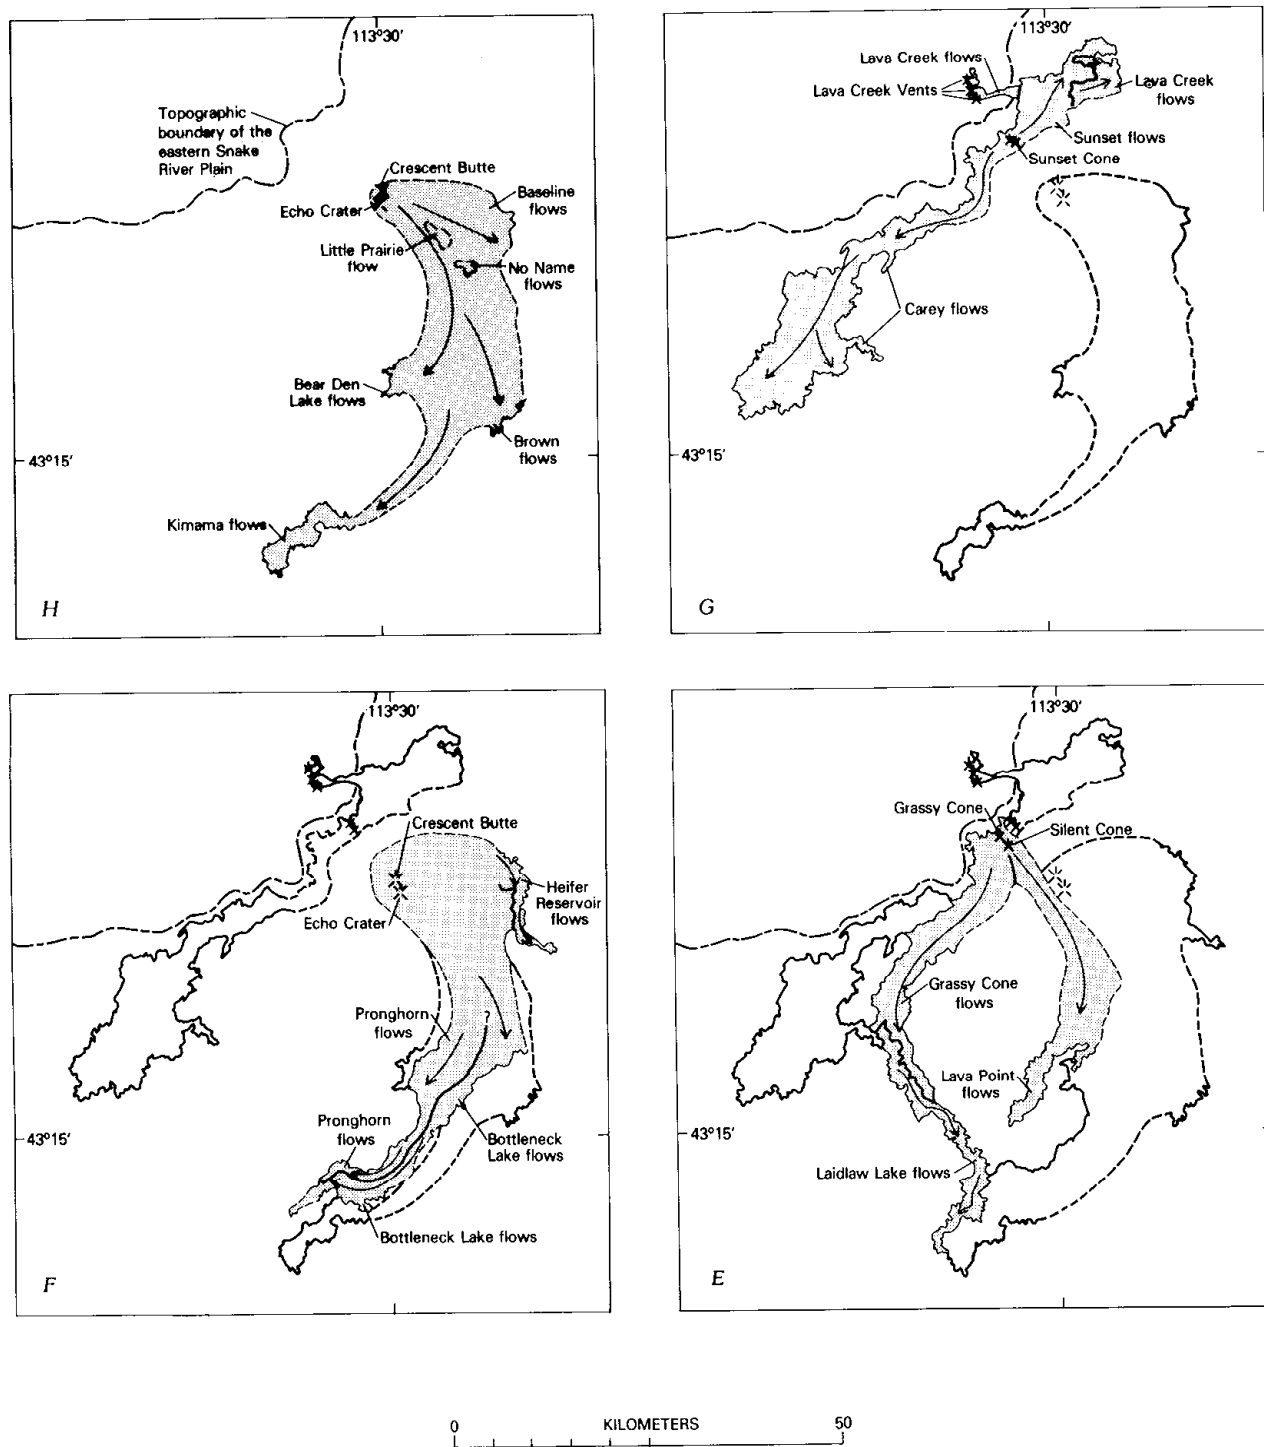 113°30'
Topographic
boundary of the
eastern Snake
River Plain
Crescent Butte
Echo Crater
Baseline
flows
Little Prairie
flow
No Name
flows
Bear Den
Lake flows
Brown
flows
43°15'
Kimama flows
H
113°30'
Lava Creek flows
Lava Creek Vents
Lava Creek
flows
Sunset flows
Sunset Cone
Carey flows
43°15'
G
113°30'
Crescent Butte
Echo Crater
Heifer
Reservoir
flows
Pronghorn
flows
Pronghorn
flows
43°15'
Bottleneck
Lake flows
Bottleneck Lake flows
F
113°30'
Grassy Cone
Silent Cone
Grassy Cone
flows
Lava Point
flows
43°15'
Laidlaw Lake flows
E
0 KILOMETERS 50